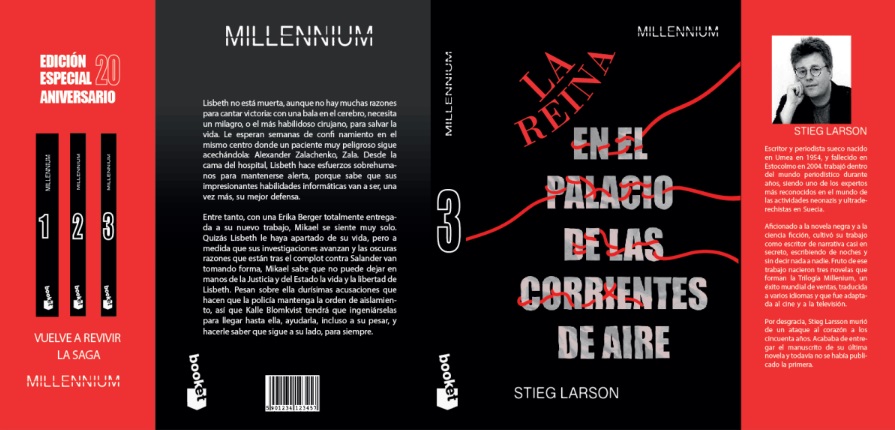 EDICIÓN
ESPECIAL 20
ANIVERSARIO
MILLENNIUM
1
booket
MILLENNIUM
2
booket
MILLENNIUM
3
booket
VUELVE A REVIVIR
LA SAGA
MILLENNIUM
MILLENNIUM
Lisbeth no está muerta, aunque no hay muchas razones
para cantar victoria: con una bala en el cerebro, necesita
un milagro, o el más habilidoso cirujano, para salvar la
vida. Le esperan semanas de confi namiento en el
mismo centro donde un paciente muy peligroso sigue
acechándola: Alexander Zalachenko, Zala. Desde la
cama del hospital, Lisbeth hace esfuerzos sobrehuma-
nos para mantenerse alerta, porque sabe que sus
impresionantes habilidades informáticas van a ser, una
vez más, su mejor defensa.
Entre tanto, con una Erika Berger totalmente entrega-
da a su nuevo trabajo, Mikael se siente muy solo.
Quizás Lisbeth le haya apartado de su vida, pero a
medida que sus investigaciones avanzan y las oscuras
razones que están tras el complot contra Salander van
tomando forma, Mikael sabe que no puede dejar en
manos de la Justicia y del Estado la vida y la libertad de
Lisbeth. Pesan sobre ella durísimas acusaciones que
hacen que la policía mantenga la orden de aislamien-
to, así que Kalle Blomkvist tendrá que ingeniárselas
para llegar hasta ella, ayudarla, incluso a su pesar, y
hacerle saber que sigue a su lado, para siempre.
booket
5901234123457
MILLENNIUM
3
booket
MILLENNIUM
LA
REINA
EN EL
PALACIO
DE LAS
CORRIENTES
DE AIRE
STIEG LARSON
STIEG LARSON
Escritor y periodista sueco nacido
en Umea en 1954, y fallecido en
Estocolmo en 2004, trabajó dentro
del mundo periodístico durante
años, siendo uno de los expertos
más reconocidos en el mundo de
las actividades neonazis y ultrade-
rechistas en Suecia.
Aficionado a la novela negra y a la
ciencia ficción, cultivó su trabajo
como escritor de narrativa casi en
secreto, escribiendo de noches y
sin decir nada a nadie. Fruto de ese
trabajo nacieron tres novelas que
forman la Trilogía Millenium, un
éxito mundial de ventas, traducida
a varios idiomas y que fue adapta-
da al cine y a la televisión.
Por desgracia, Stieg Larsson murió
de un ataque al corazón a los
cincuenta años. Acababa de entre-
gar el manuscrito de su última
novela y todavía no se había publi-
cado la primera.